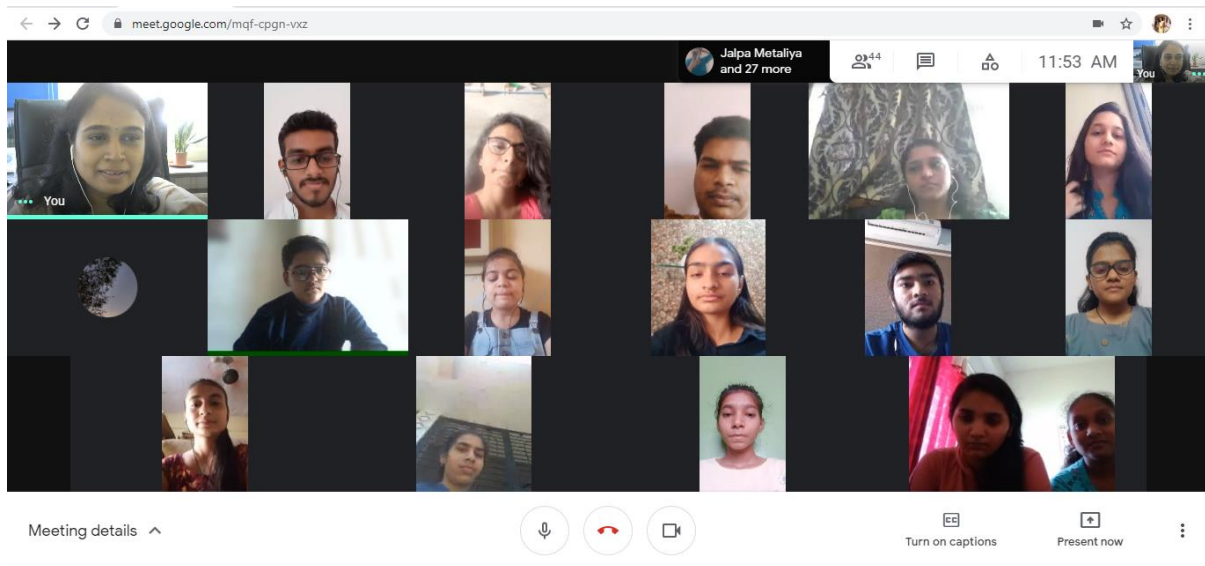 meet.google.com/mqf-cpgn-vxz
Jalpa Metaliya
and 27 more
44
11:53 AM
You
You
Meeting details
CC
Turn on captions
Present now